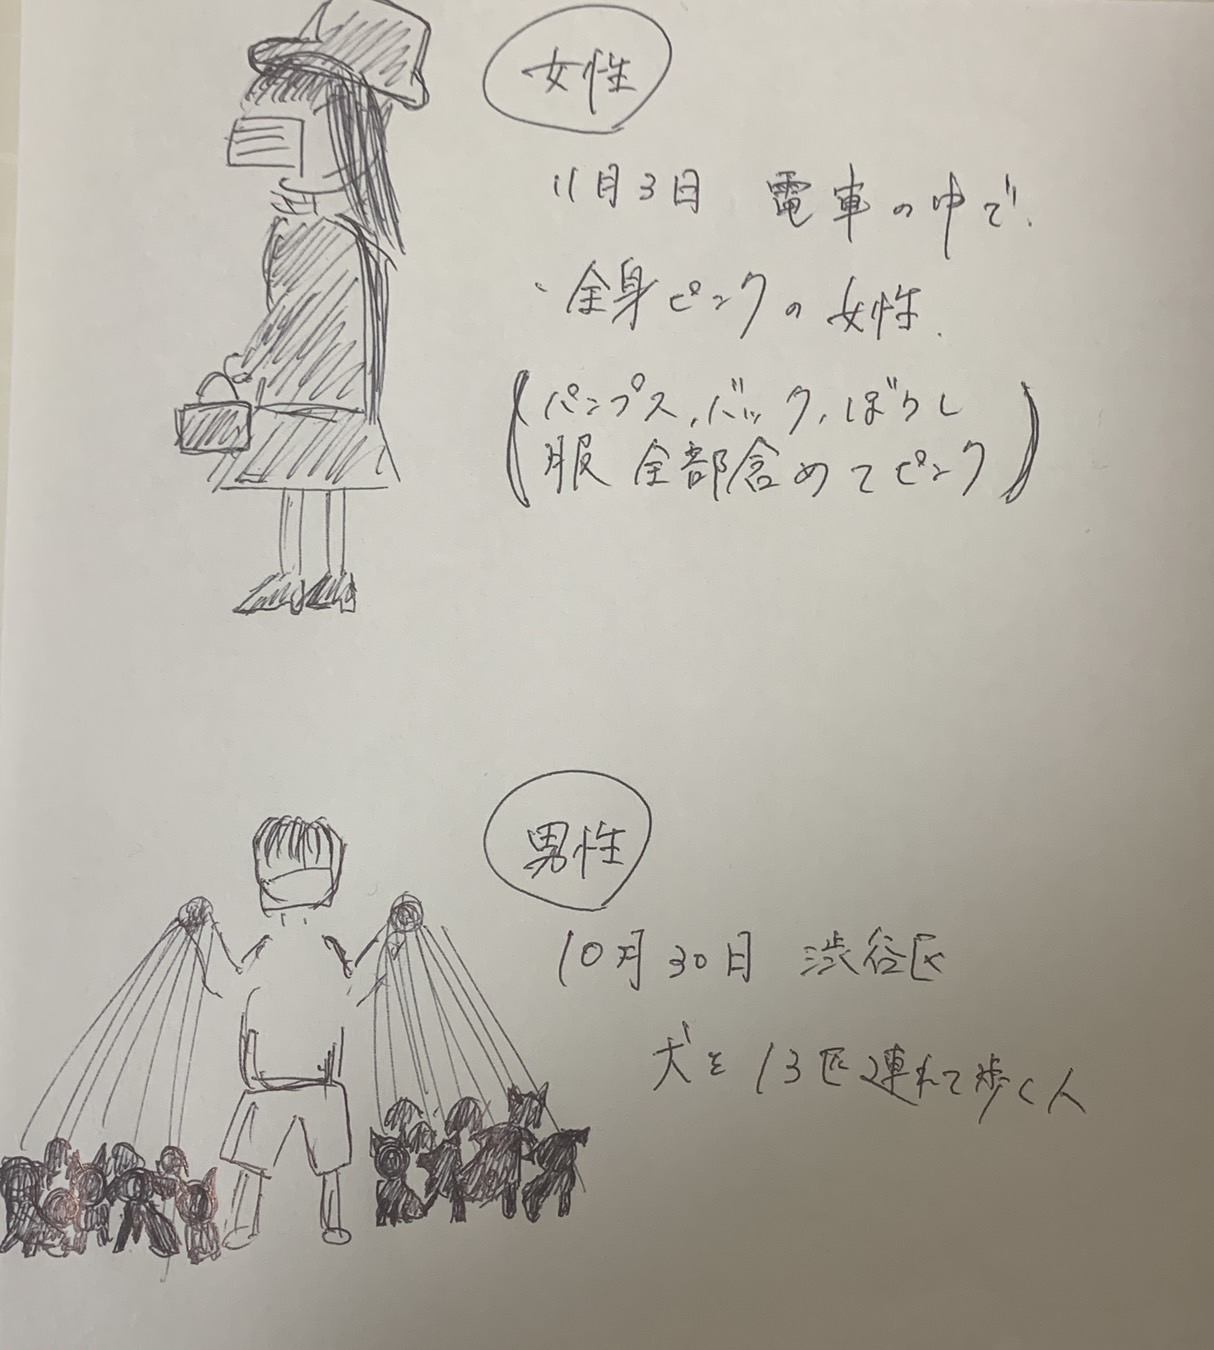 女性
11月3日 電車の中で.
・全身ピンクの女性.
(パンプス,バック,ぼうし
服 全部含めてピンク)
男性
10月30日 渋谷区
犬を13匹連れて歩く人